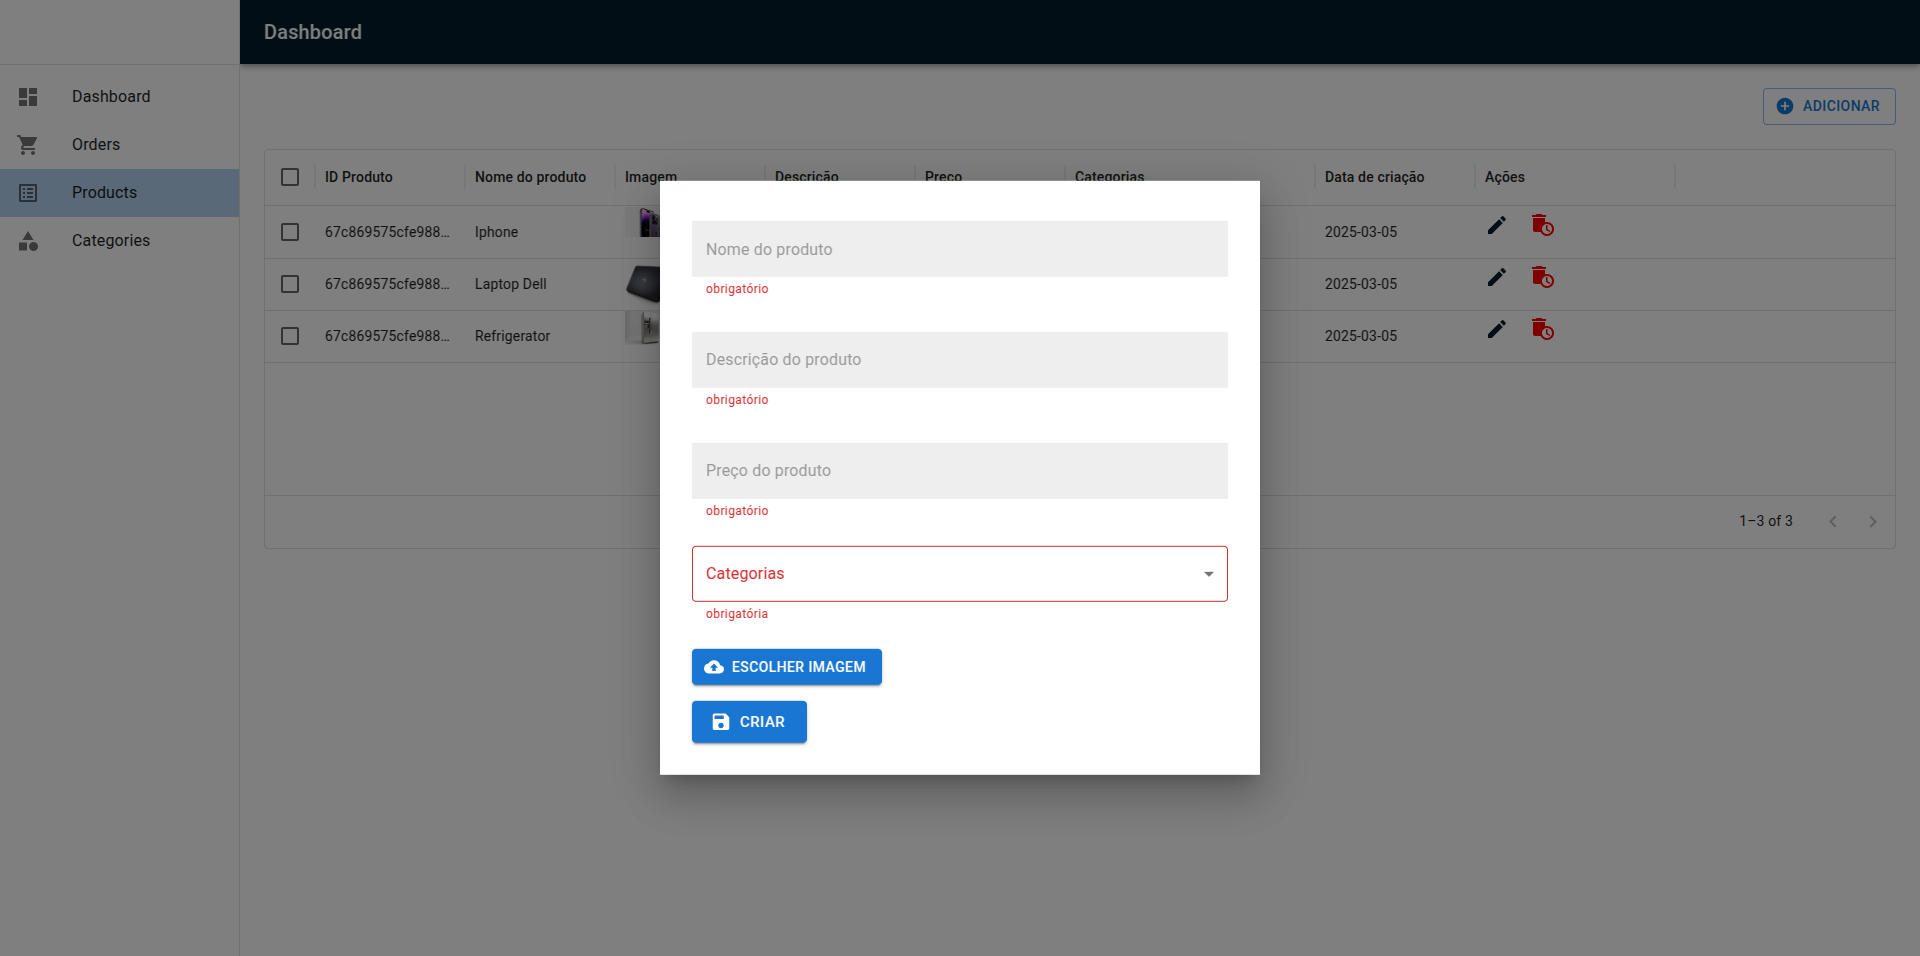 Dashboard
Dashboard
Orders
Products
Categories
ADICIONAR
ID Produto Nome do produto Imagem Descrição Preço Categorias Data de criação Ações
67c869575cfe988... Iphone 2025-03-05
67c869575cfe988... Laptop Dell 2025-03-05
67c869575cfe988... Refrigerator 2025-03-05
1–3 of 3
Nome do produto
obrigatório
Descrição do produto
obrigatório
Preço do produto
obrigatório
Categorias
obrigatória
ESCOLHER IMAGEM
CRIAR